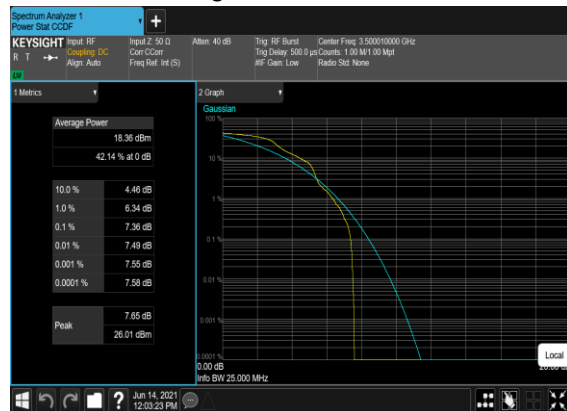 Spectrum Analyzer 1
Power Stat CCDF
+
KEYSIGHT
R T
LXI
Input: RF
Coupling: DC
Align: Auto
Input Z: 50 Ω
Corr CCorr
Freq Ref: Int (S)
Atten: 40 dB
Trig: RF Burst
Trig Delay: 500.0 µs
#IF Gain: Low
Center Freq: 3.500010000 GHz
Counts: 1.00 M/1.00 Mpt
Radio Std: None
1 Metrics
Average Power
18.36 dBm
42.14 % at 0 dB
10.0 % 4.46 dB
1.0 % 6.34 dB
0.1 % 7.36 dB
0.01 % 7.49 dB
0.001 % 7.55 dB
0.0001 % 7.58 dB
Peak
7.65 dB
26.01 dBm
2 Graph
Gaussian
100 %
10 %
1 %
0.1 %
0.01 %
0.001 %
0.0001 %
0.00 dB
Info BW 25.000 MHz
Local
?
Jun 14, 2021
12:03:23 PM